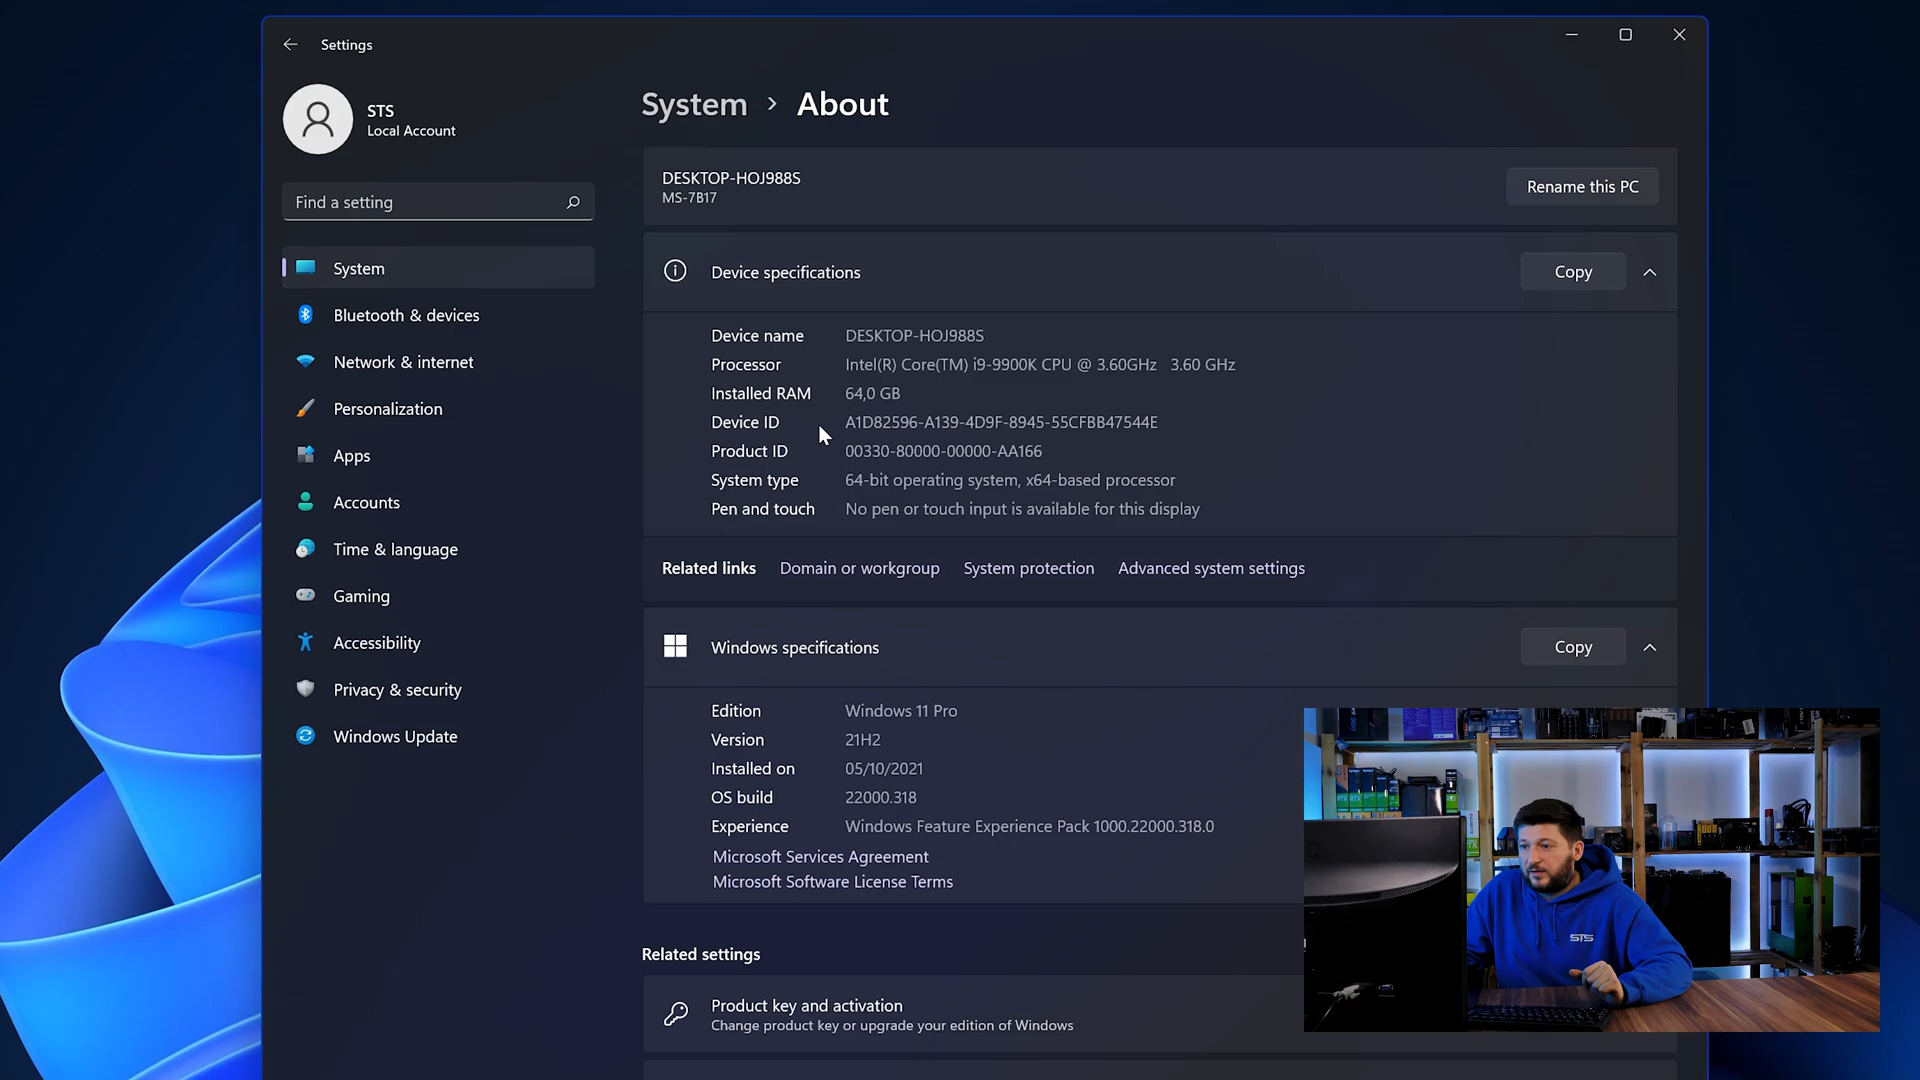 Settings
STS
Local Account
Find a setting
System
Bluetooth & devices
Network & internet
Personalization
Apps
Accounts
Time & language
Gaming
Accessibility
Privacy & security
Windows Update
System > About
DESKTOP-HOJ988S
MS-7B17
Rename this PC
Device specifications
Copy
Device name DESKTOP-HOJ988S
Processor Intel(R) Core(TM) i9-9900K CPU @ 3.60GHz 3.60 GHz
Installed RAM 64,0 GB
Device ID A1D82596-A139-4D9F-8945-55CFBB47544E
Product ID 00330-80000-00000-AA166
System type 64-bit operating system, x64-based processor
Pen and touch No pen or touch input is available for this display
Related links Domain or workgroup System protection Advanced system settings
Windows specifications
Copy
Edition Windows 11 Pro
Version 21H2
Installed on 05/10/2021
OS build 22000.318
Experience Windows Feature Experience Pack 1000.22000.318.0
Microsoft Services Agreement
Microsoft Software License Terms
Related settings
Product key and activation
Change product key or upgrade your edition of Windows
STS